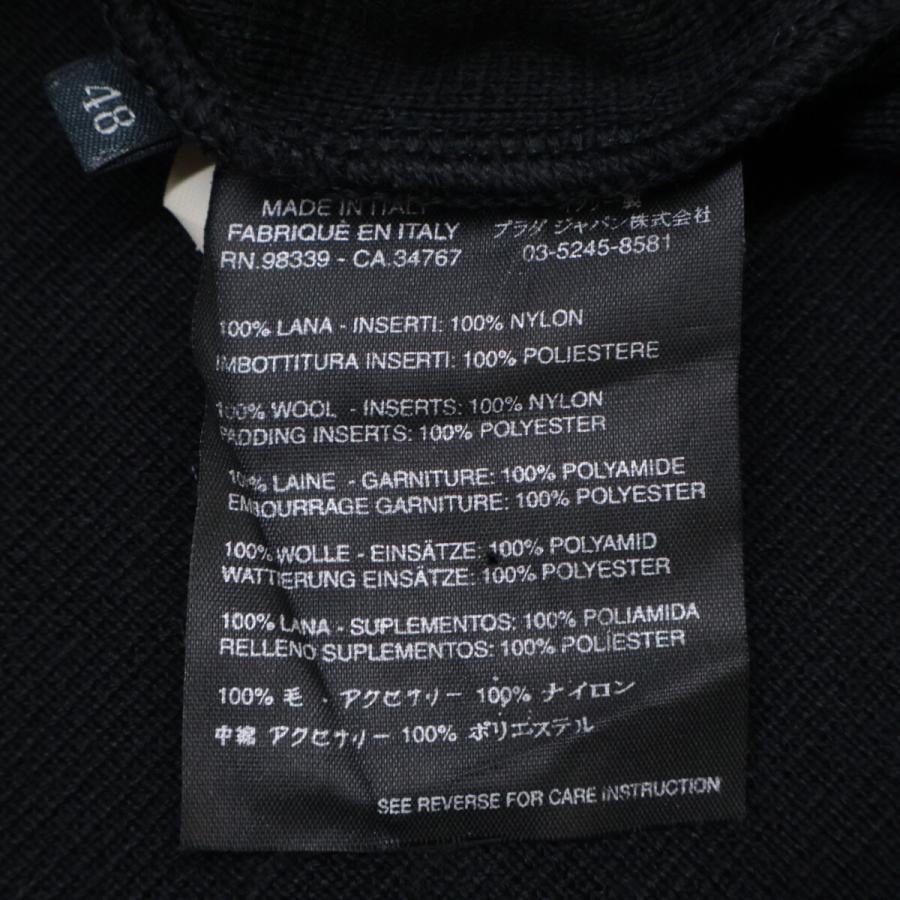 48
MADE IN ITALY
FABRIQUÈ EN ITALY
RN.98339 - CA.34767
製
プラダ ジャパン株式会社
03-5245-8581
100% LANA - INSERTI: 100% NYLON
IMBOTTITURA INSERTI: 100% POLIESTERE
100% WOOL - INSERTS: 100% NYLON
PADDING INSERTS: 100% POLYESTER
100% LAINE - GARNITURE: 100% POLYAMIDE
EMBOURRAGE GARNITURE: 100% POLYESTER
100% WOLLE - EINSÄTZE: 100% POLYAMID
WATTIERUNG EINSÄTZE: 100% POLYESTER
100% LANA - SUPLEMENTOS: 100% POLIAMIDA
RELLENO SUPLEMENTOS: 100% POLÍESTER
100% 毛 - アクセサリー 100% ナイロン
中綿 アクセサリー 100% ポリエステル
SEE REVERSE FOR CARE INSTRUCTION